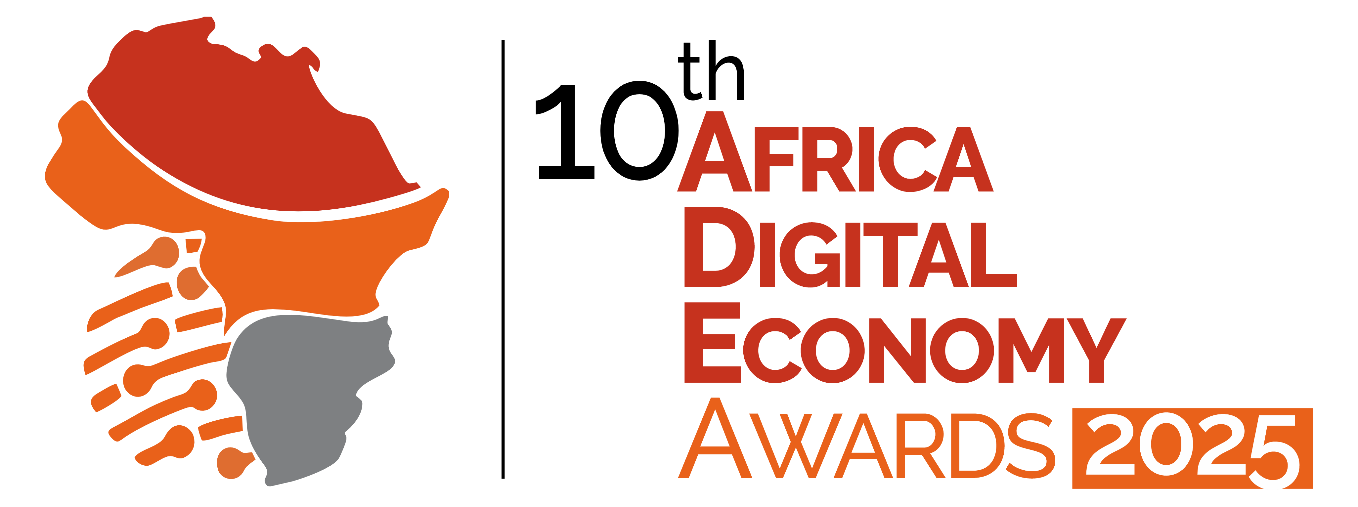 10th AFRICA
DIGITAL
ECONOMY
AWARDS 2025